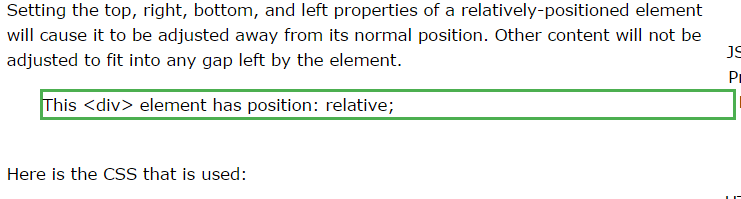 Setting the top, right, bottom, and left properties of a relatively-positioned element
will cause it to be adjusted away from its normal position. Other content will not be
adjusted to fit into any gap left by the element.
JS
This <div> element has position: relative;
Here is the CSS that is used: